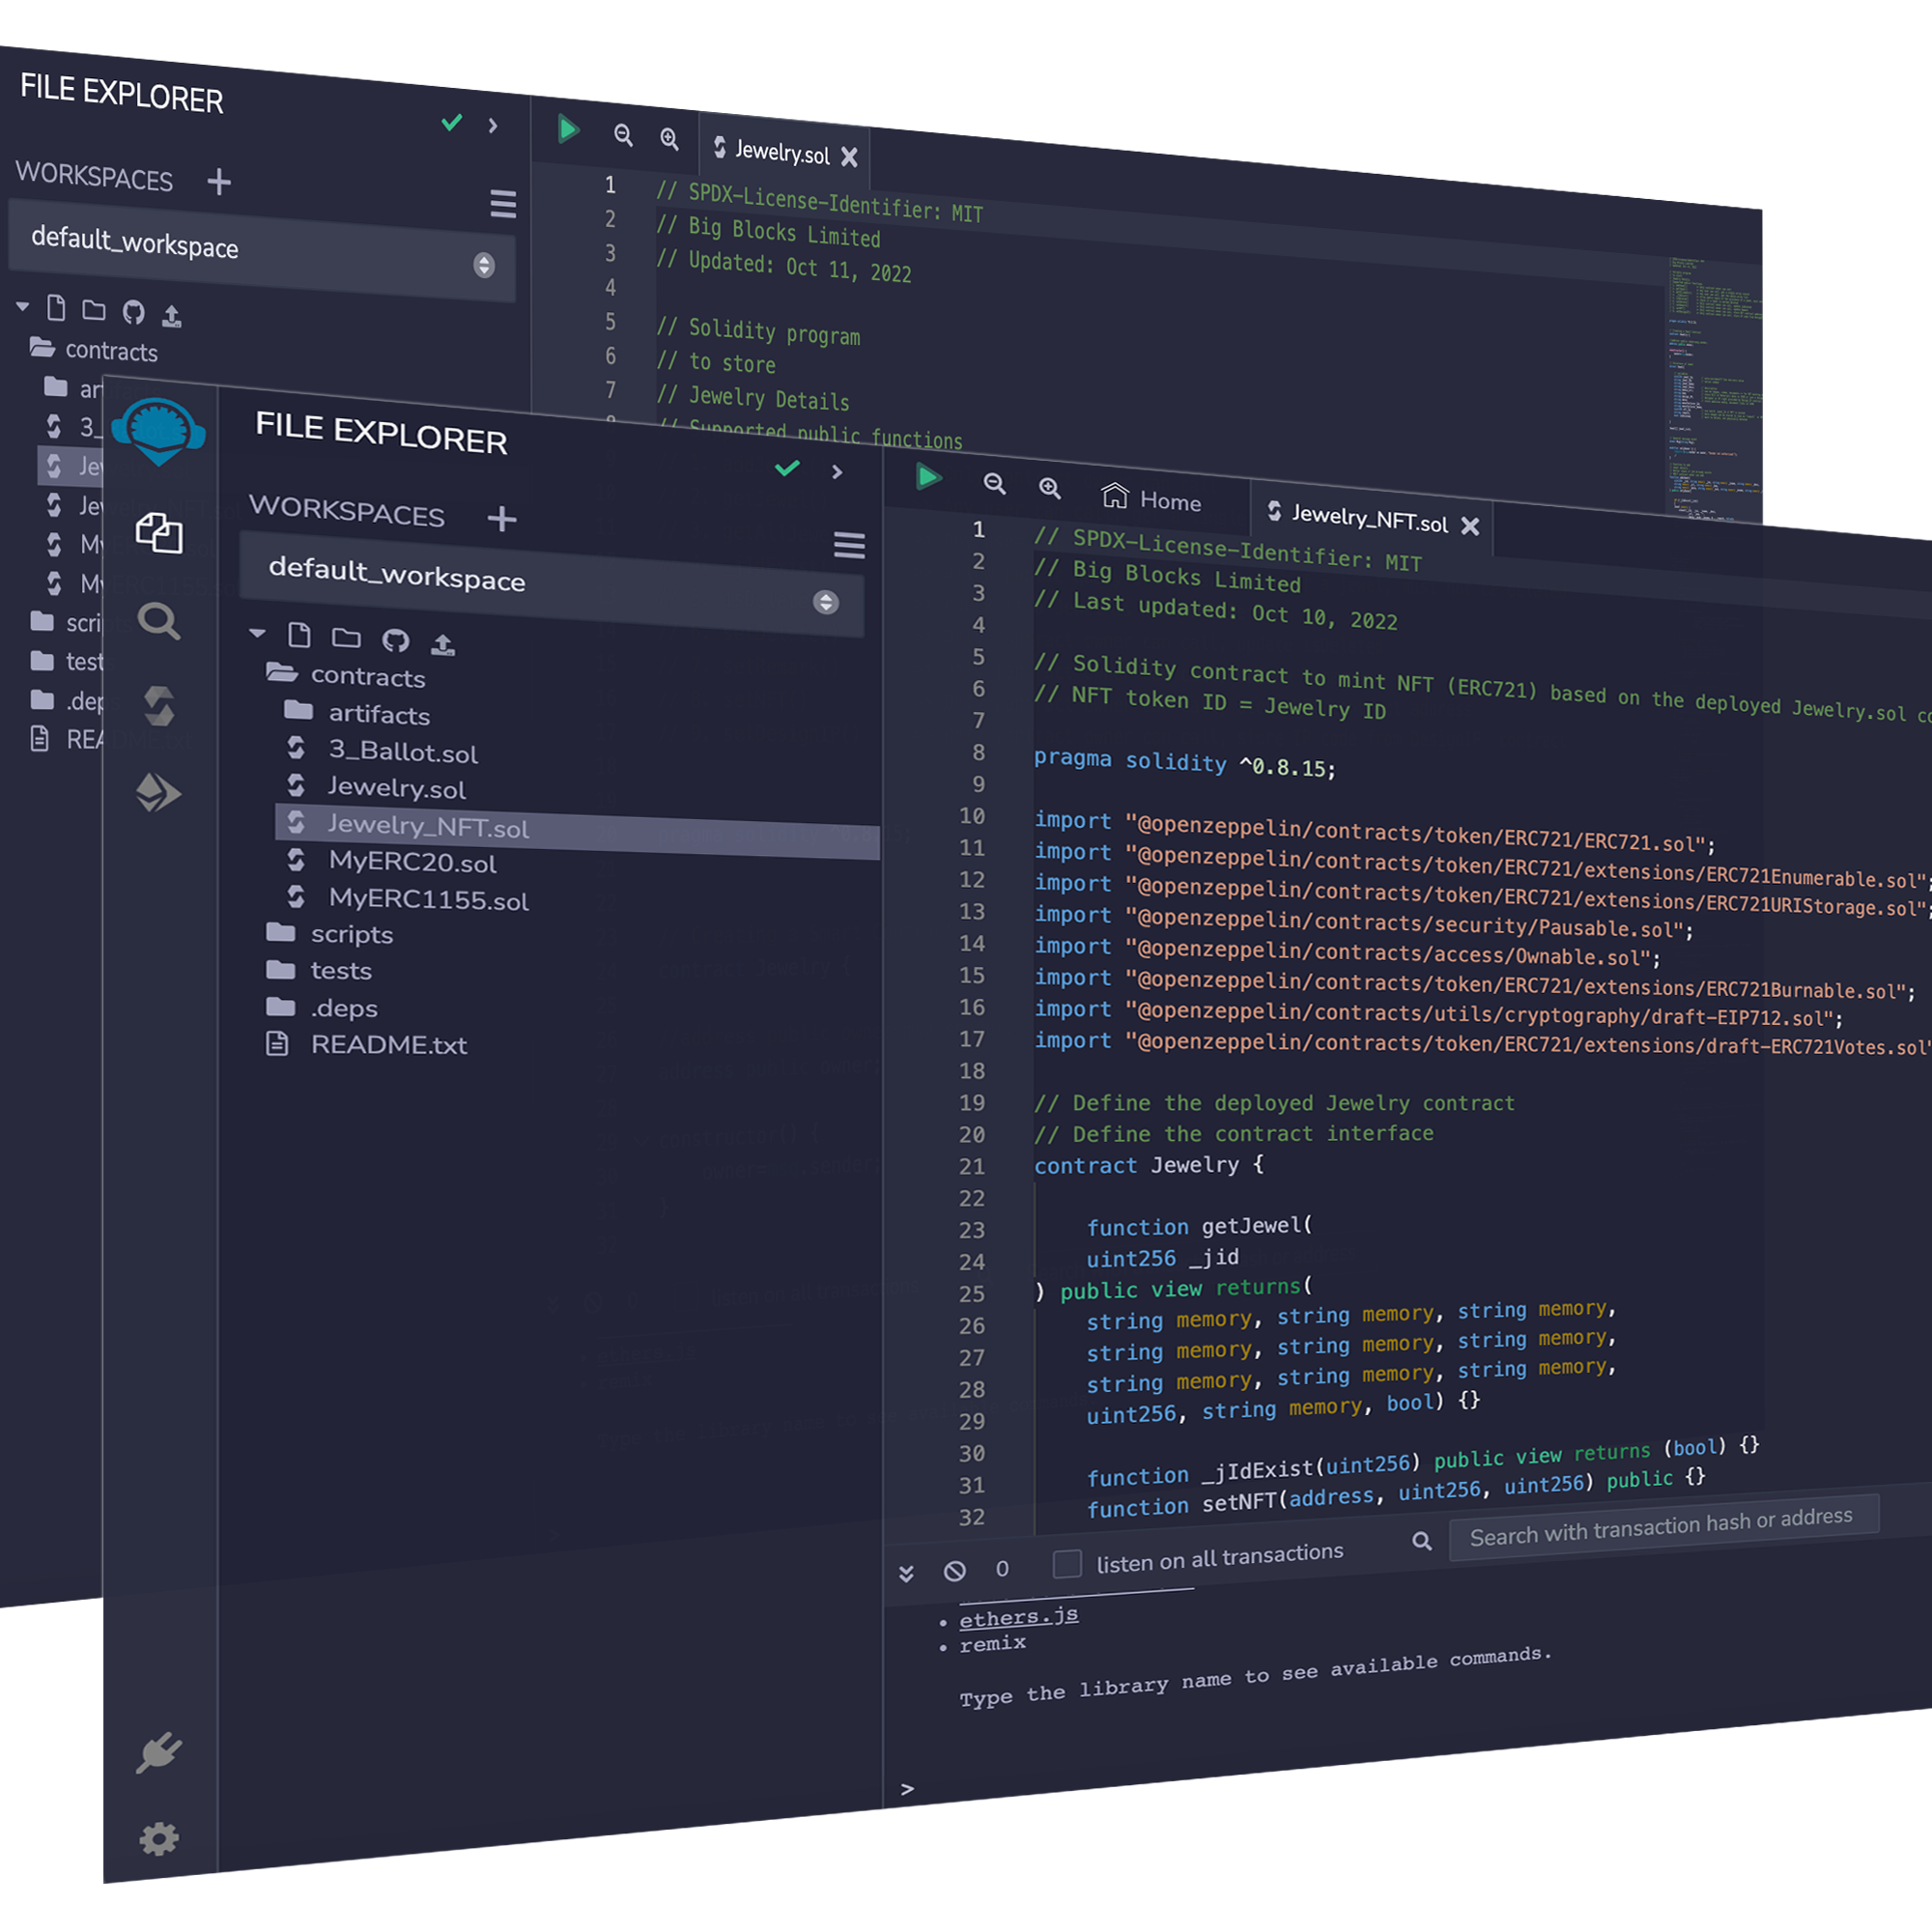 FILE EXPLORER
WORKSPACES
default_workspace
contracts
3_
README
.dep
test
scri
Jewelry.sol
1 // SPDX-License-Identifier: MIT
2 // Big Blocks Limited
3 // Updated: Oct 11, 2022
4
5 // Solidity program
6 // to store
7 // Jewelry Details
// Supported public functions
FILE EXPLORER
WORKSPACES
default_workspace
contracts
artifacts
3_Ballot.sol
Jewelry.sol
Jewelry_NFT.sol
MyERC20.sol
MyERC1155.sol
scripts
tests
.deps
README.txt
Home Jewelry_NFT.sol
1 // SPDX-License-Identifier: MIT
2 // Big Blocks Limited
3 // Last updated: Oct 10, 2022
4
5 // Solidity contract to mint NFT (ERC721) based on the deployed Jewelry.sol co
6 // NFT token ID = Jewelry ID
7
8 pragma solidity ^0.8.15;
9
10 import "@openzeppelin/contracts/token/ERC721/ERC721.sol";
11 import "@openzeppelin/contracts/token/ERC721/extensions/ERC721Enumerable.sol";
12 import "@openzeppelin/contracts/token/ERC721/extensions/ERC721URIStorage.sol";
13 import "@openzeppelin/contracts/security/Pausable.sol";
14 import "@openzeppelin/contracts/access/Ownable.sol";
15 import "@openzeppelin/contracts/token/ERC721/extensions/ERC721Burnable.sol";
16 import "@openzeppelin/contracts/utils/cryptography/draft-EIP712.sol";
17 import "@openzeppelin/contracts/token/ERC721/extensions/draft-ERC721Votes.sol"
18
19 // Define the deployed Jewelry contract
20 // Define the contract interface
21 contract Jewelry {
22
23 function getJewel(
24 uint256 _jid
25 ) public view returns(
26 string memory, string memory, string memory,
27 string memory, string memory, string memory,
28 string memory, string memory, string memory,
29 uint256, string memory, bool) {}
30
31 function _jIdExist(uint256) public view returns (bool) {}
32 function setNFT(address, uint256, uint256) public {}
0 listen on all transactions Search with transaction hash or address
• ethers.js
• remix
Type the library name to see available commands.
>